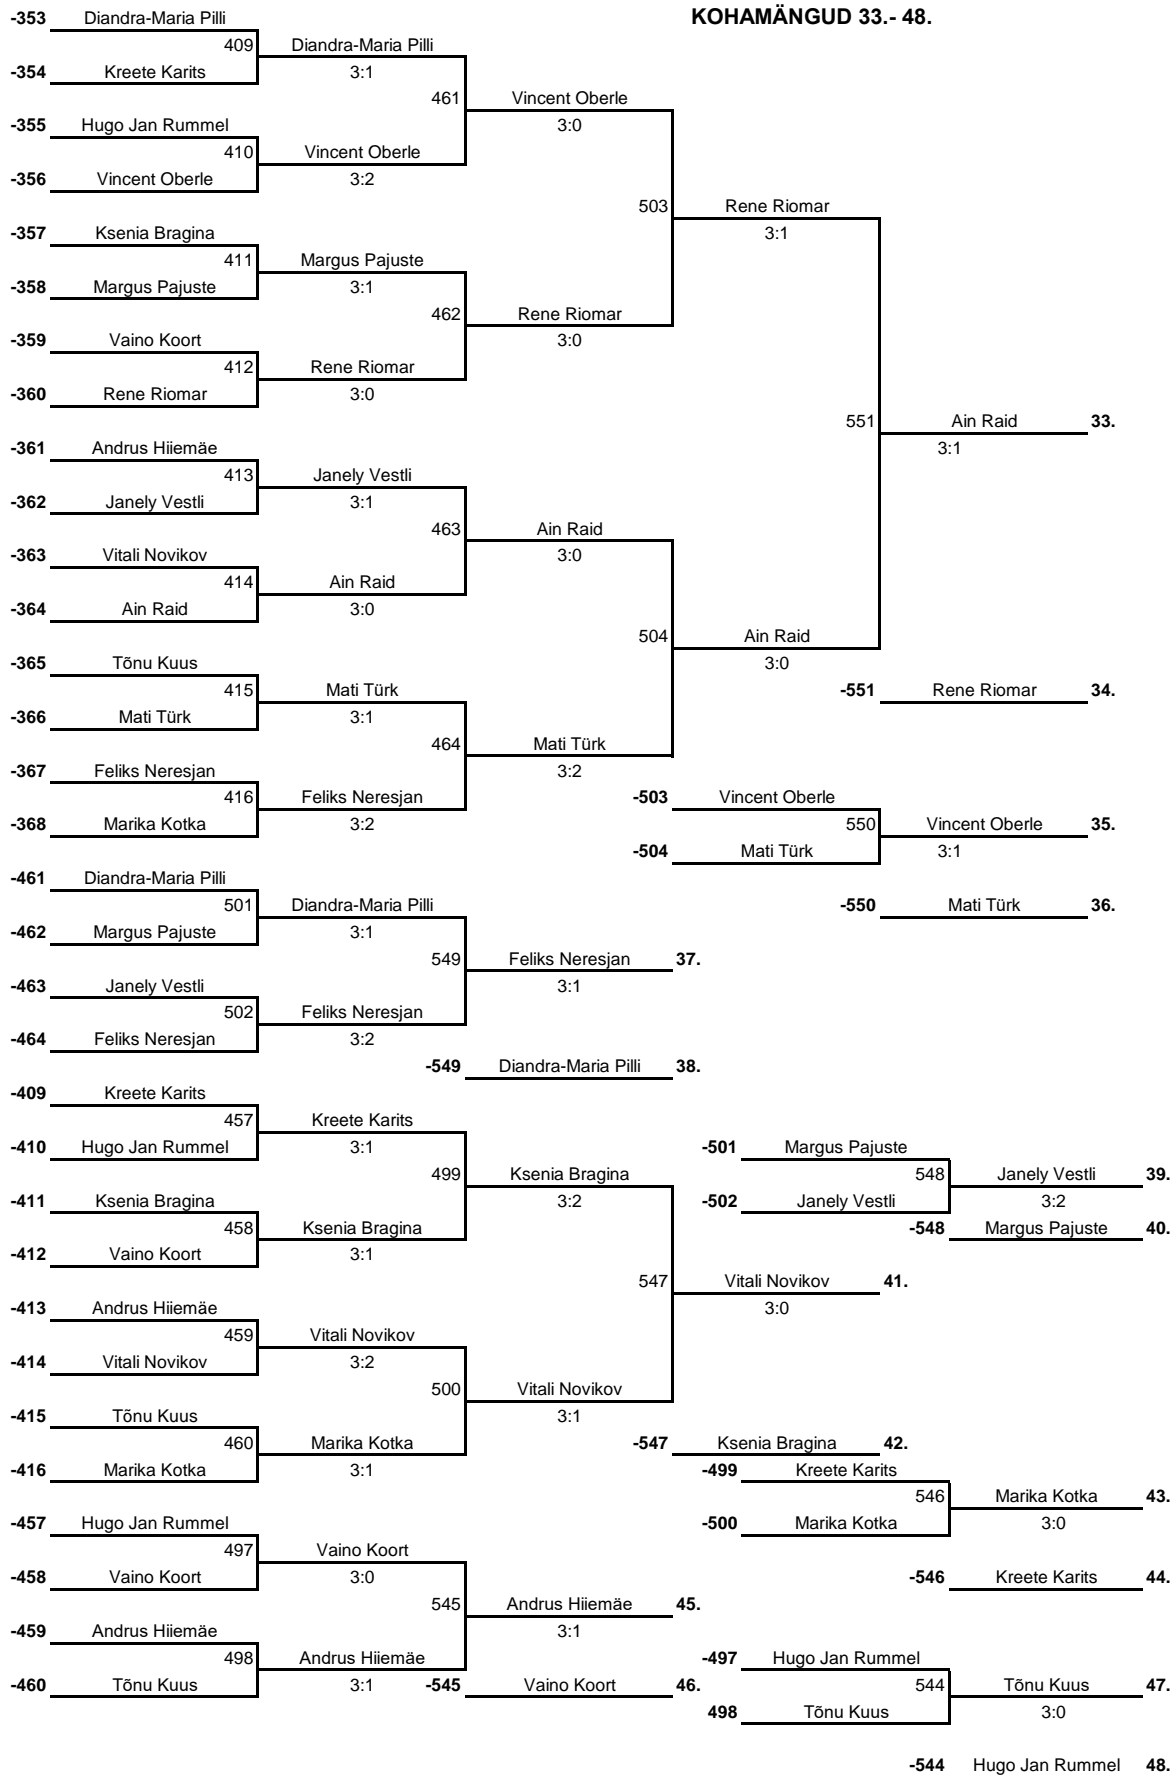 -353 Diandra-Maria Pilli KOHAMÄNGUD 33.- 48.
409 Diandra-Maria Pilli
-354 Kreete Karits 3:1
461 Vincent Oberle
-355 Hugo Jan Rummel 3:0
410 Vincent Oberle
-356 Vincent Oberle 3:2
503 Rene Riomar
-357 Ksenia Bragina 3:1
411 Margus Pajuste
-358 Margus Pajuste 3:1
462 Rene Riomar
-359 Vaino Koort 3:0
412 Rene Riomar
-360 Rene Riomar 3:0
551 Ain Raid 33.
-361 Andrus Hiiemäe 3:1
413 Janely Vestli
-362 Janely Vestli 3:1
463 Ain Raid
-363 Vitali Novikov 3:0
414 Ain Raid
-364 Ain Raid 3:0
504 Ain Raid
-365 Tõnu Kuus 3:0
415 Mati Türk -551 Rene Riomar 34.
-366 Mati Türk 3:1
464 Mati Türk
-367 Feliks Neresjan 3:2
416 Feliks Neresjan -503 Vincent Oberle
-368 Marika Kotka 3:2 550 Vincent Oberle 35.
-504 Mati Türk 3:1
-461 Diandra-Maria Pilli
501 Diandra-Maria Pilli -550 Mati Türk 36.
-462 Margus Pajuste 3:1
549 Feliks Neresjan 37.
-463 Janely Vestli 3:1
502 Feliks Neresjan
-464 Feliks Neresjan 3:2
-549 Diandra-Maria Pilli 38.
-409 Kreete Karits
457 Kreete Karits
-410 Hugo Jan Rummel 3:1 -501 Margus Pajuste
499 Ksenia Bragina 548 Janely Vestli 39.
-411 Ksenia Bragina 3:2 -502 Janely Vestli 3:2
458 Ksenia Bragina -548 Margus Pajuste 40.
-412 Vaino Koort 3:1
547 Vitali Novikov 41.
-413 Andrus Hiiemäe 3:0
459 Vitali Novikov
-414 Vitali Novikov 3:2
500 Vitali Novikov
-415 Tõnu Kuus 3:1
460 Marika Kotka -547 Ksenia Bragina 42.
-416 Marika Kotka 3:1 -499 Kreete Karits
546 Marika Kotka 43.
-457 Hugo Jan Rummel -500 Marika Kotka 3:0
497 Vaino Koort
-458 Vaino Koort 3:0 -546 Kreete Karits 44.
545 Andrus Hiiemäe 45.
-459 Andrus Hiiemäe 3:1
498 Andrus Hiiemäe -497 Hugo Jan Rummel
-460 Tõnu Kuus 3:1 -545 Vaino Koort 46. 544 Tõnu Kuus 47.
498 Tõnu Kuus 3:0
-544 Hugo Jan Rummel 48.